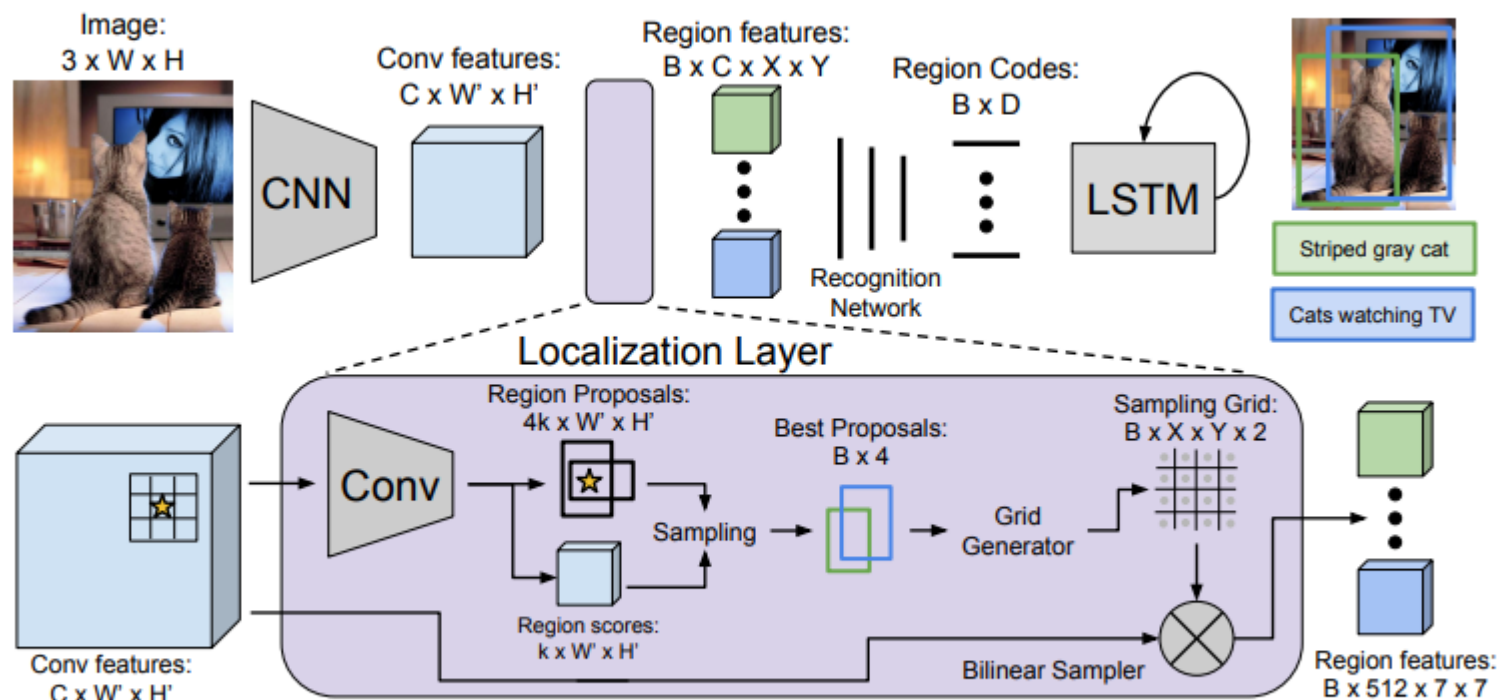 Image:
3 x W x H
CNN
Conv features:
C x W' x H'
Region features:
B x C x X x Y
Recognition
Network
Region Codes:
B x D
LSTM
Striped gray cat
Cats watching TV
Localization Layer
Conv features:
C x W' x H'
Conv
Region Proposals:
4k x W' x H'
Region scores:
k x W' x H'
Sampling
Best Proposals:
B x 4
Grid
Generator
Sampling Grid:
B x X x Y x 2
Bilinear Sampler
Region features:
B x 512 x 7 x 7